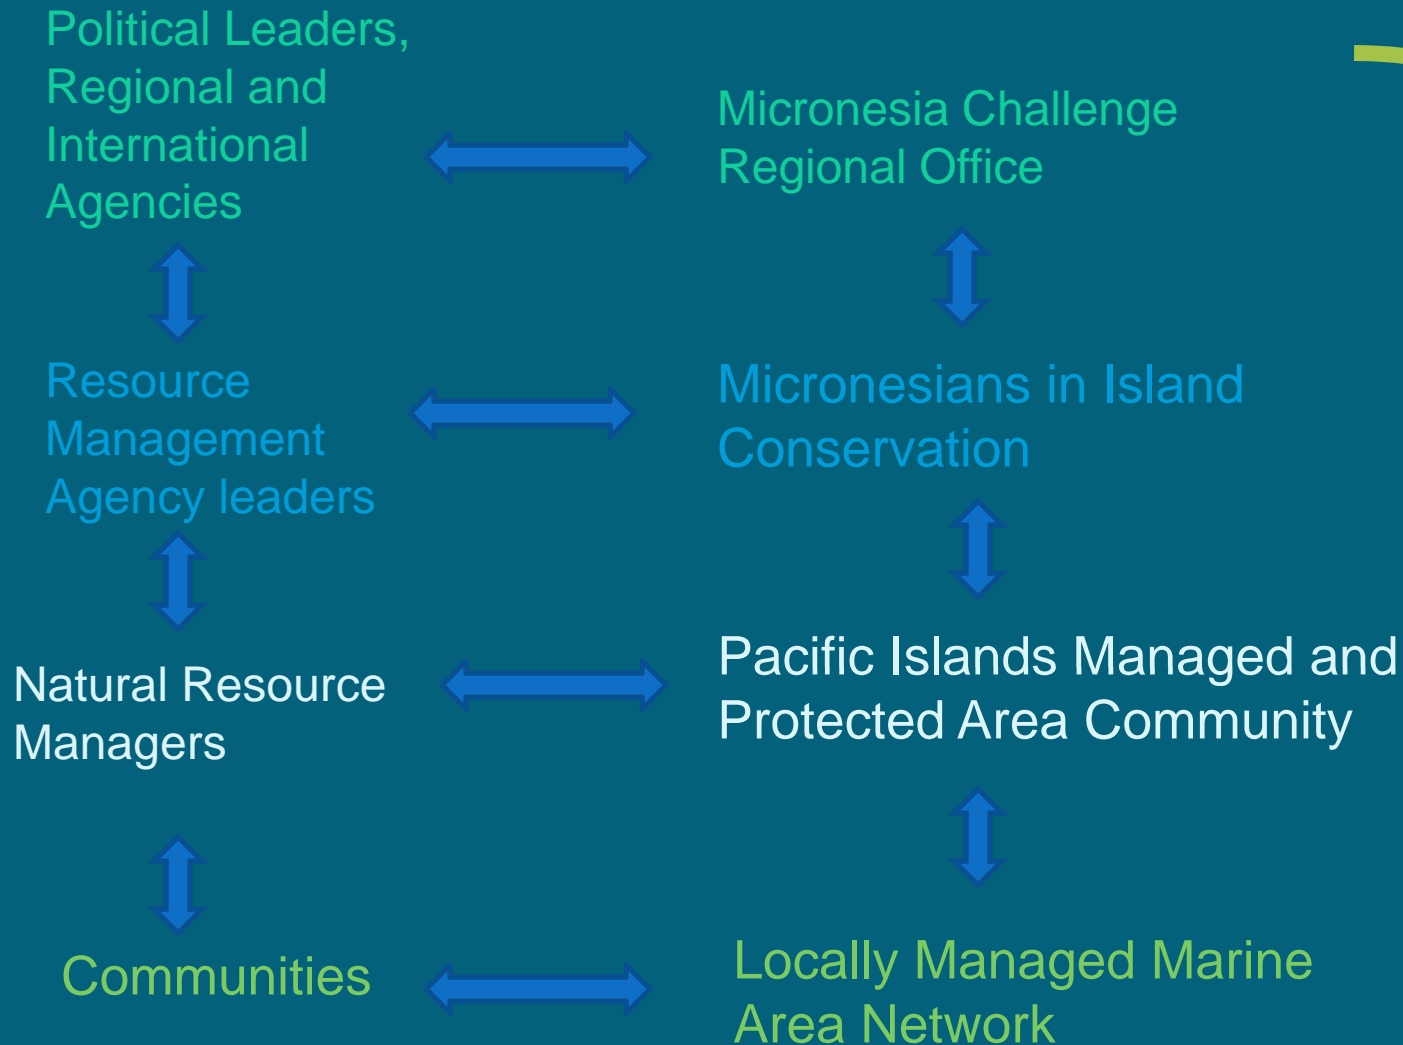 Political Leaders,
Regional and
International
Agencies
Micronesia Challenge
Regional Office
Resource
Management
Agency leaders
Micronesians in Island
Conservation
Natural Resource
Managers
Pacific Islands Managed and
Protected Area Community
Communities
Locally Managed Marine
Area Network